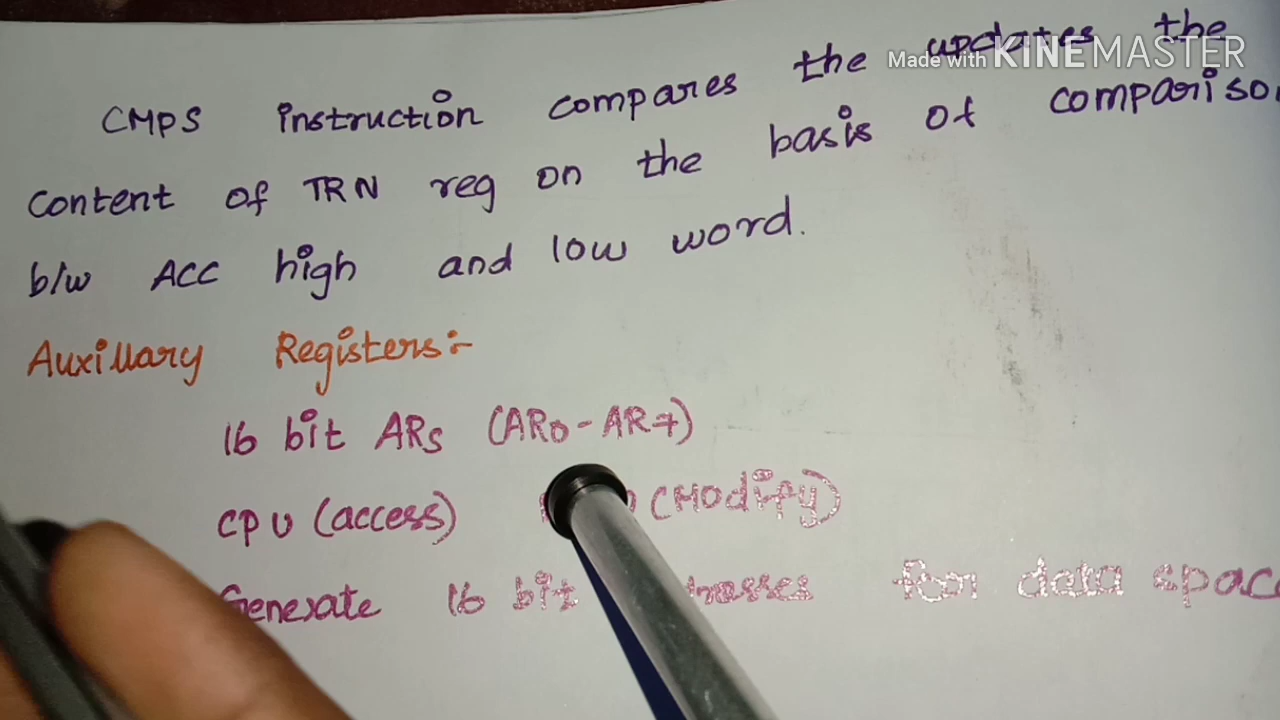 Made with KINEMASTER
CMPS instruction compares the updates the
content of TRN reg on the basis of comparison
b/w ACC high and low word.
Auxillary Registers:-
16 bit ARs (AR0-AR7)
CPU (access) (Modify)
Generate 16 bit for data space